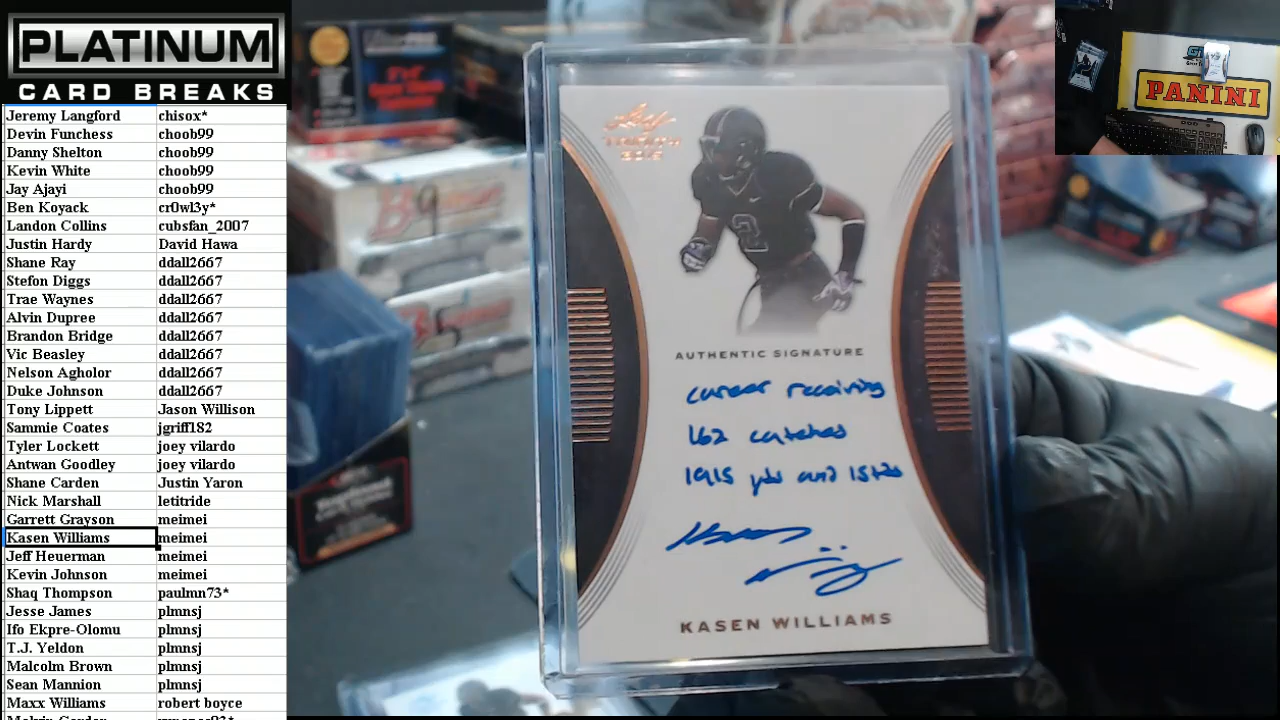 PLATINUM
CARD BREAKS
Jeremy Langford chisox*
Devin Funchess choob99
Danny Shelton choob99
Kevin White choob99
Jay Ajayi choob99
Ben Koyack cr0wl3y*
Landon Collins cubsfan_2007
Justin Hardy David Hawa
Shane Ray ddall2667
Stefon Diggs ddall2667
Trae Waynes ddall2667
Alvin Dupree ddall2667
Brandon Bridge ddall2667
Vic Beasley ddall2667
Nelson Agholor ddall2667
Duke Johnson ddall2667
Tony Lippett Jason Willison
Sammie Coates jgriff182
Tyler Lockett joey vilardo
Antwan Goodley joey vilardo
Shane Carden Justin Yaron
Nick Marshall letitride
Garrett Grayson meimei
Kasen Williams meimei
Jeff Heuerman meimei
Kevin Johnson meimei
Shaq Thompson paulmn73*
Jesse James plmnsj
Ifo Ekpre-Olomu plmnsj
T.J. Yeldon plmnsj
Malcolm Brown plmnsj
Sean Mannion plmnsj
Maxx Williams robert boyce
Leaf
2
AUTHENTIC SIGNATURE
career receiving
162 catches
1915 yds and 15 tds
KASEN WILLIAMS
PANINI